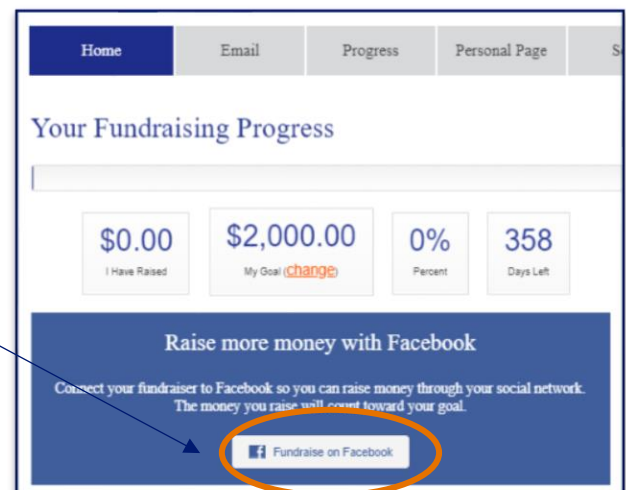 Home Email Progress Personal Page
Your Fundraising Progress
$0.00 $2,000.00 0% 358
I Have Raised My Goal (change) Percent Days Left
Raise more money with Facebook
Connect your fundraiser to Facebook so you can raise money through your social network.
The money you raise will count toward your goal.
Fundraise on Facebook